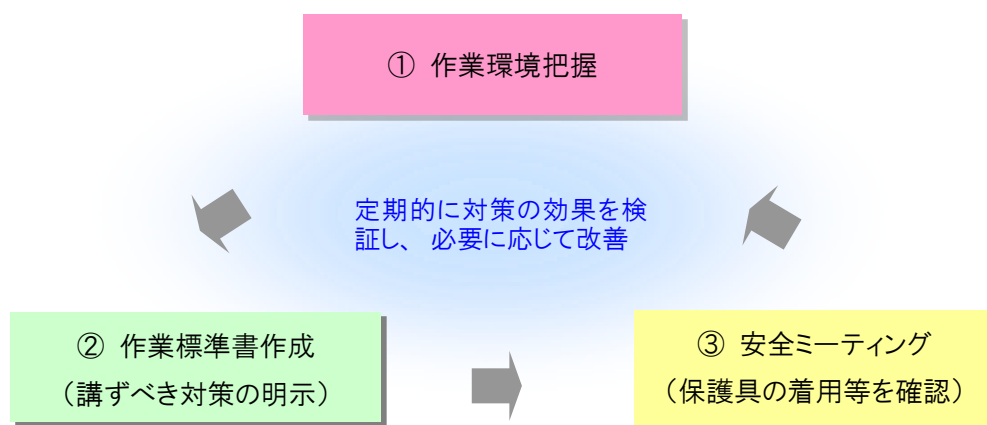 ① 作業環境把握
定期的に対策の効果を検
証し、 必要に応じて改善
② 作業標準書作成
（講ずべき対策の明示）
③ 安全ミーティング
（保護具の着用等を確認）